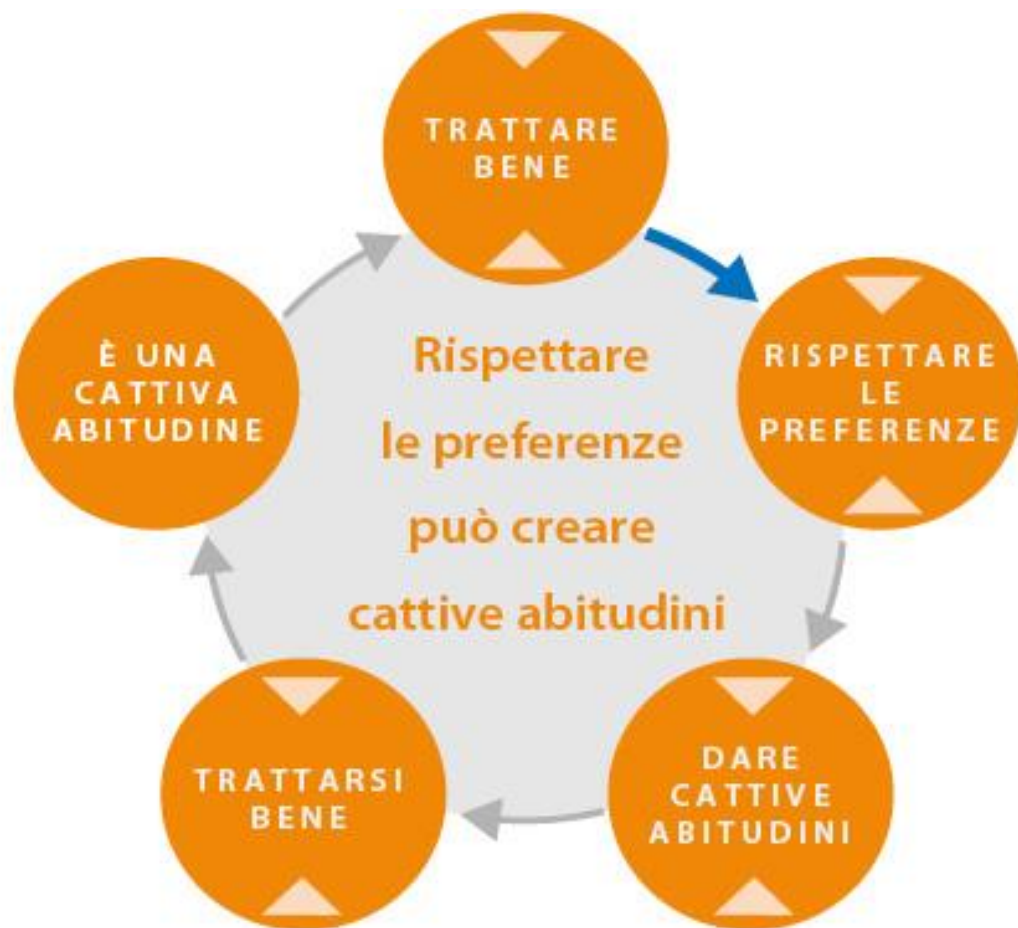 TRATTARE
BENE
RISPETTARE
LE
PREFERENZE
DARE
CATTIVE
ABITUDINI
TRATTARSI
BENE
È UNA
CATTIVA
ABITUDINE
Rispettare
le preferenze
può creare
cattive abitudini